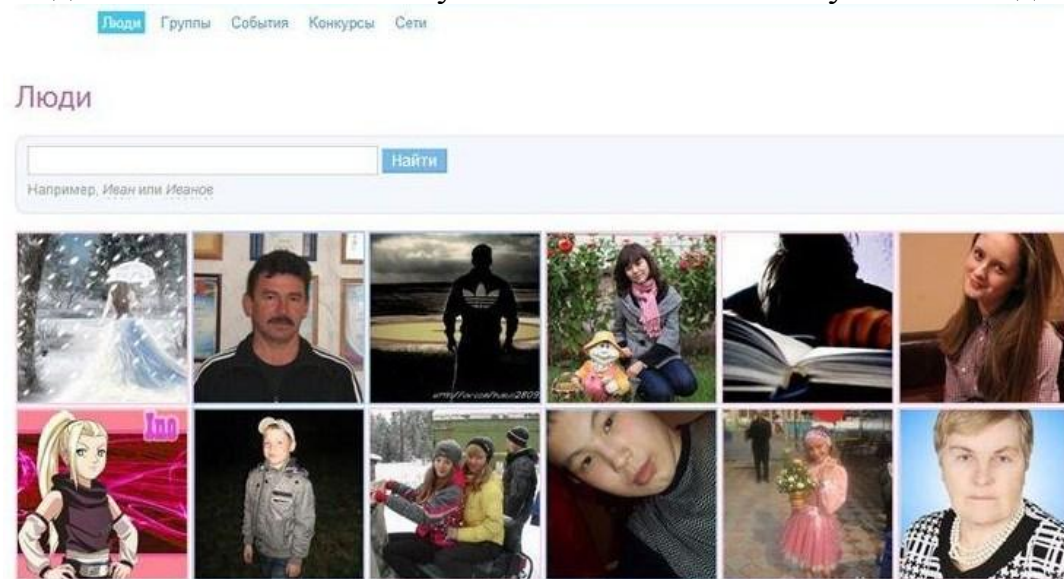 Люди Группы События Конкурсы Сети
Люди
Найти
Например, Иван или Иванов
Ino